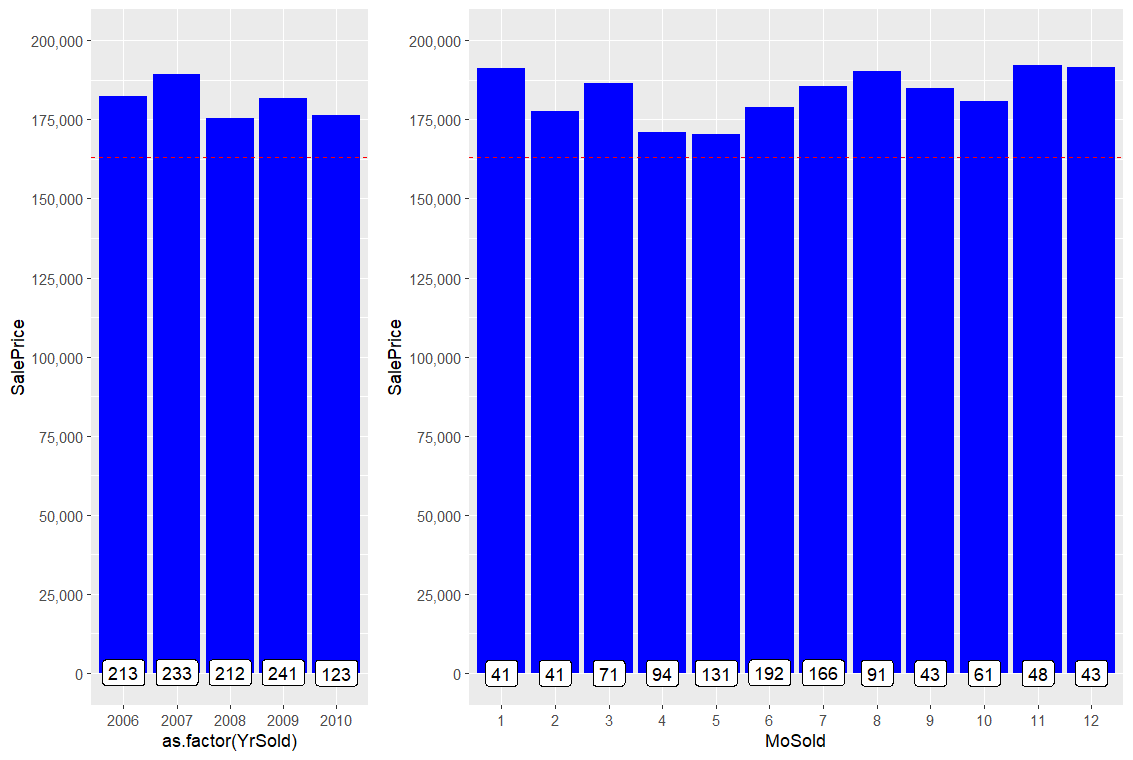 200,000
175,000
150,000
125,000
100,000
75,000
50,000
25,000
0
SalePrice
213 233 212 241 123
2006 2007 2008 2009 2010
as.factor(YrSold)
200,000
175,000
150,000
125,000
100,000
75,000
50,000
25,000
0
SalePrice
41 41 71 94 131 192 166 91 43 61 48 43
1 2 3 4 5 6 7 8 9 10 11 12
MoSold